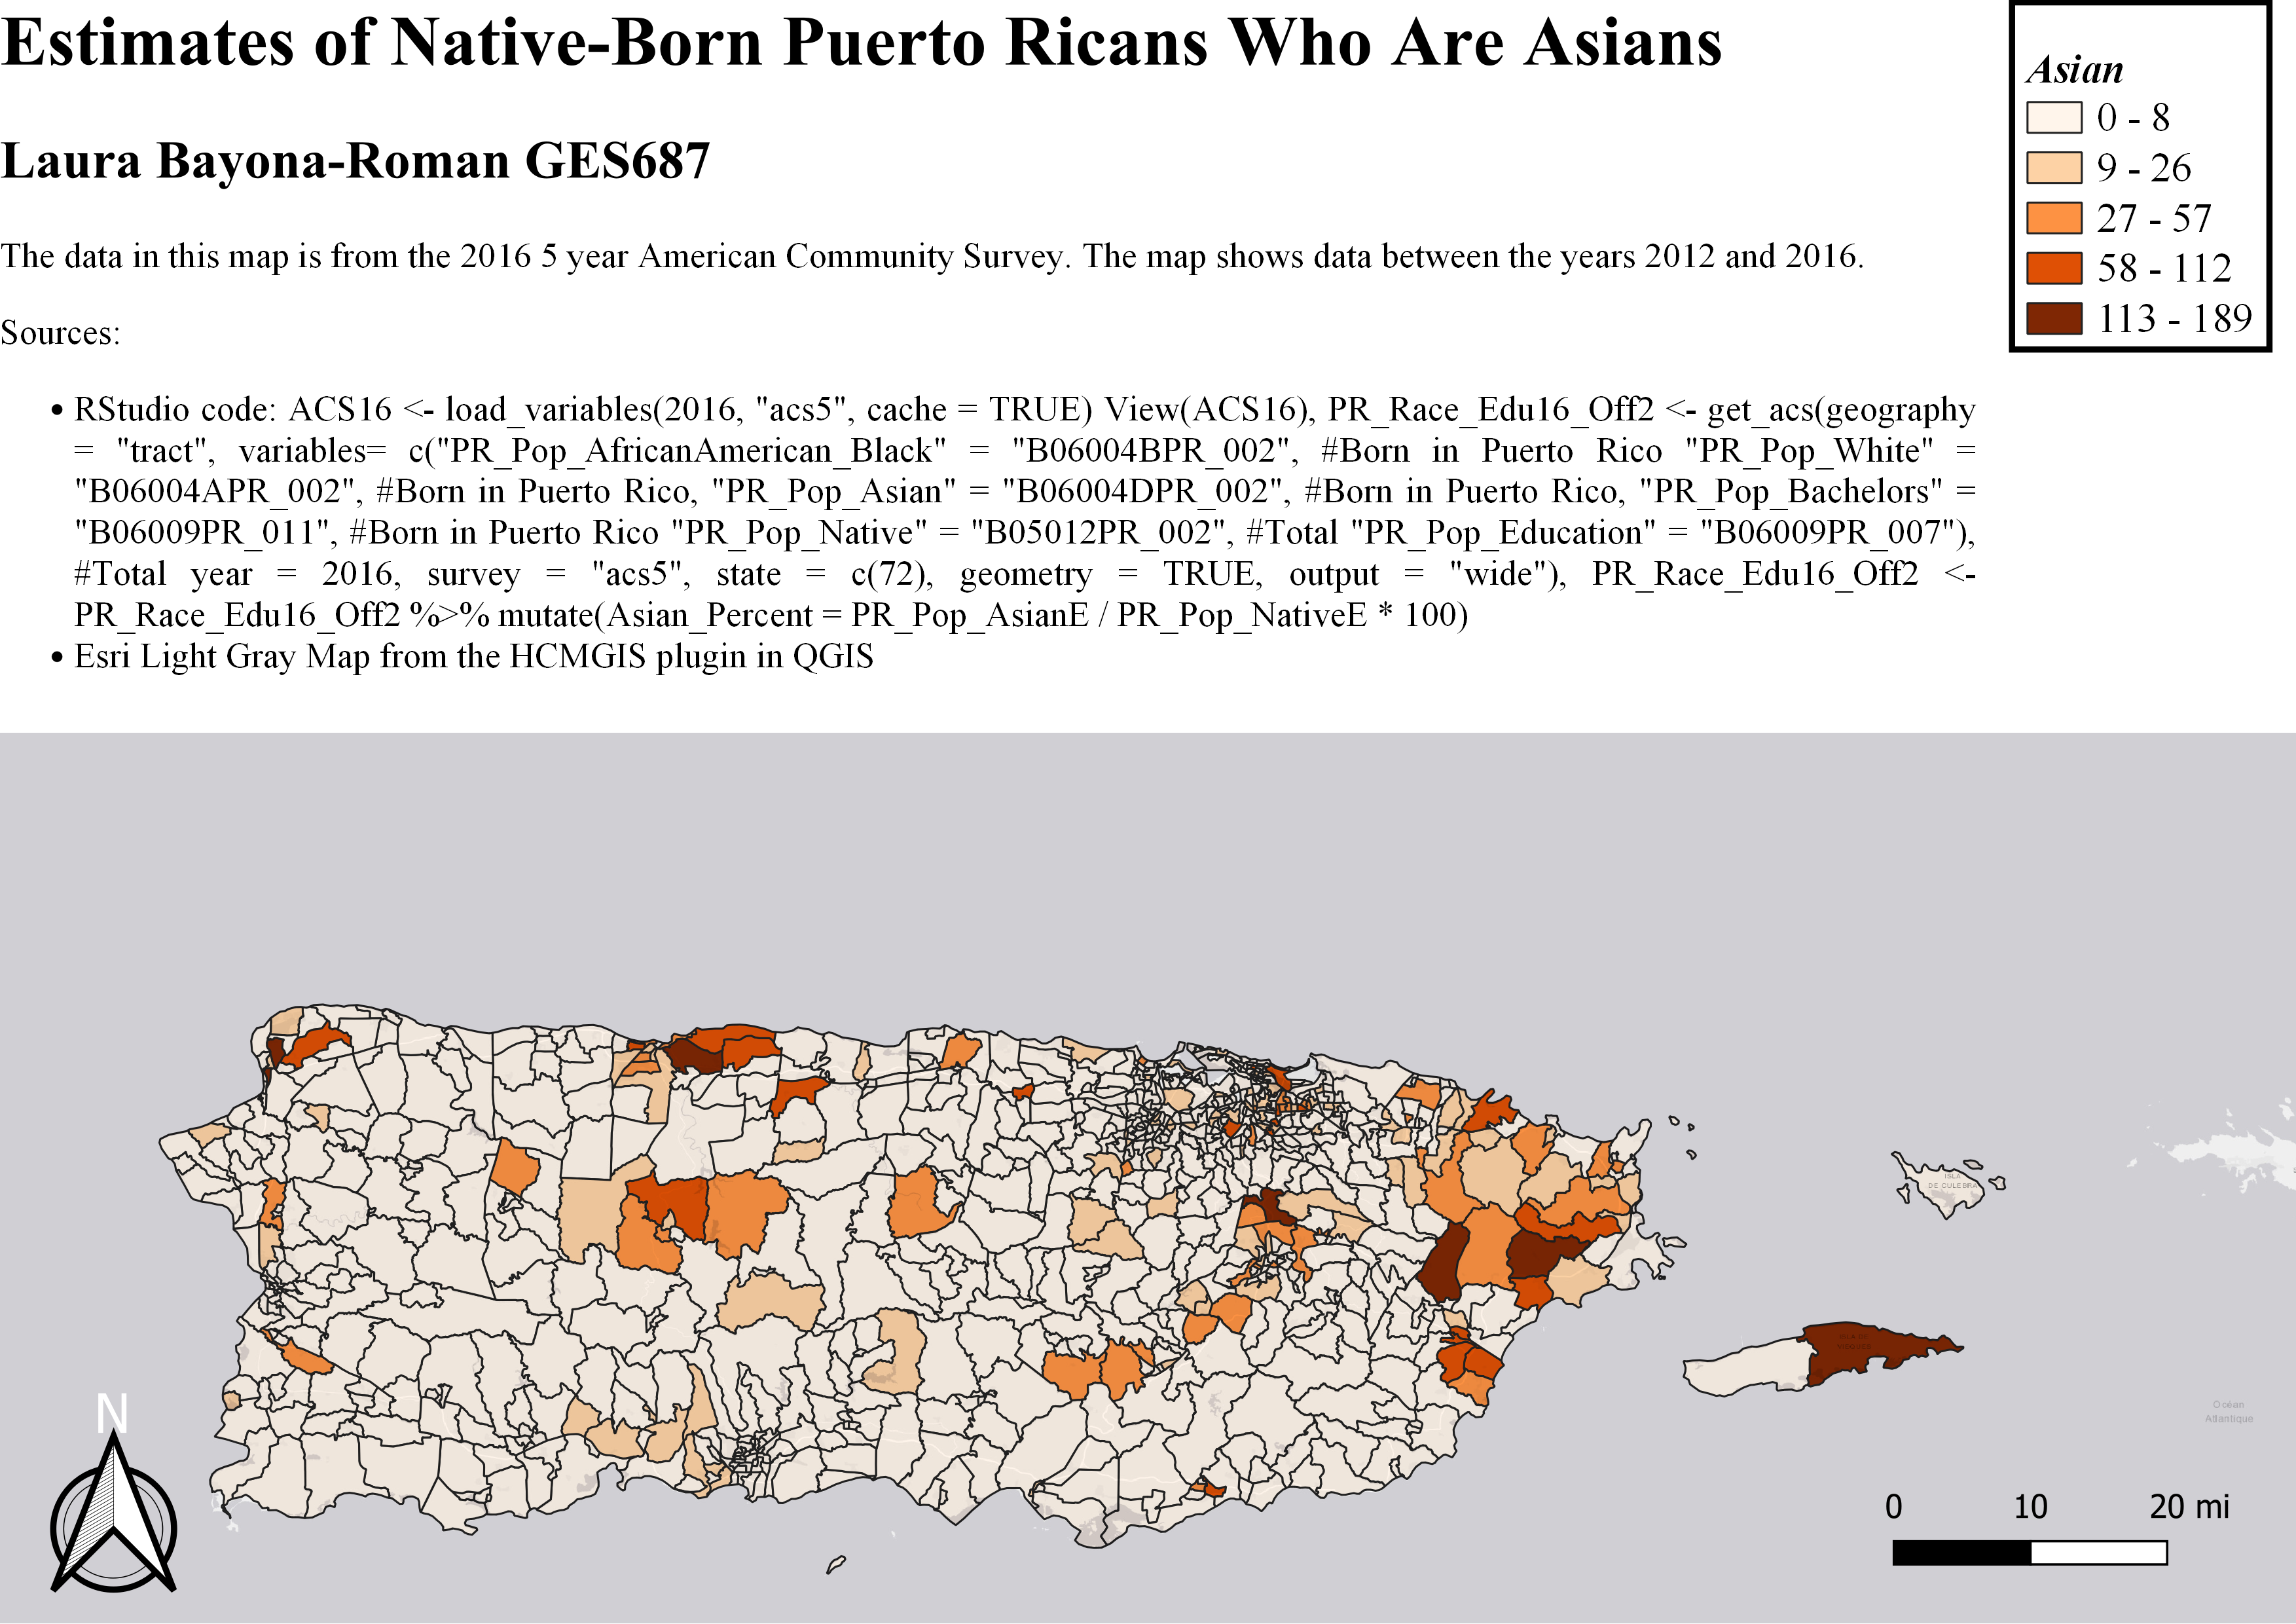 Estimates of Native-Born Puerto Ricans Who Are Asians
Laura Bayona-Roman GES687
The data in this map is from the 2016 5 year American Community Survey. The map shows data between the years 2012 and 2016.
Sources:
• RStudio code: ACS16 <- load_variables(2016, "acs5", cache = TRUE) View(ACS16), PR_Race_Edu16_Off2 <- get_acs(geography
= "tract", variables= c("PR_Pop_AfricanAmerican_Black" = "B06004BPR_002", #Born in Puerto Rico "PR_Pop_White" =
"B06004APR_002", #Born in Puerto Rico, "PR_Pop_Asian" = "B06004DPR_002", #Born in Puerto Rico, "PR_Pop_Bachelors" =
"B06009PR_011", #Born in Puerto Rico "PR_Pop_Native" = "B05012PR_002", #Total "PR_Pop_Education" = "B06009PR_007"),
#Total year = 2016, survey = "acs5", state = c(72), geometry = TRUE, output = "wide"), PR_Race_Edu16_Off2 <-
PR_Race_Edu16_Off2 %>% mutate(Asian_Percent = PR_Pop_AsianE / PR_Pop_NativeE * 100)
• Esri Light Gray Map from the HCMGIS plugin in QGIS
Asian
0 - 8
9 - 26
27 - 57
58 - 112
113 - 189
ISLA
DE CULEBRA
ISLA DE
VIEQUES
Océan
Atlantique
N
0 10 20 mi